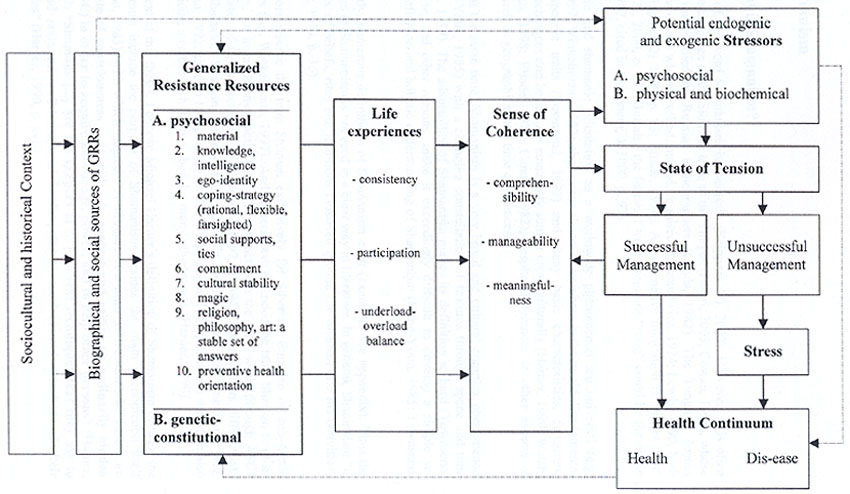 Sociocultural and historical Context
Biographical and social sources of GRRs
Generalized
Resistance Resources
A. psychosocial
1. material
2. knowledge,
intelligence
3. ego-identity
4. coping-strategy
(rational, flexible,
farsighted)
5. social supports,
ties
6. commitment
7. cultural stability
8. magic
9. religion,
philosophy, art: a
stable set of
answers
10. preventive health
orientation
B. genetic-
constitutional
Life
experiences
- consistency
- participation
- underload-
overload
balance
Sense of
Coherence
- comprehen-
sibility
- manageability
- meaningful-
ness
Potential endogenic
and exogenic Stressors
A. psychosocial
B. physical and biochemical
State of Tension
Successful
Management
Unsuccessful
Management
Stress
Health Continuum
Health Dis-ease